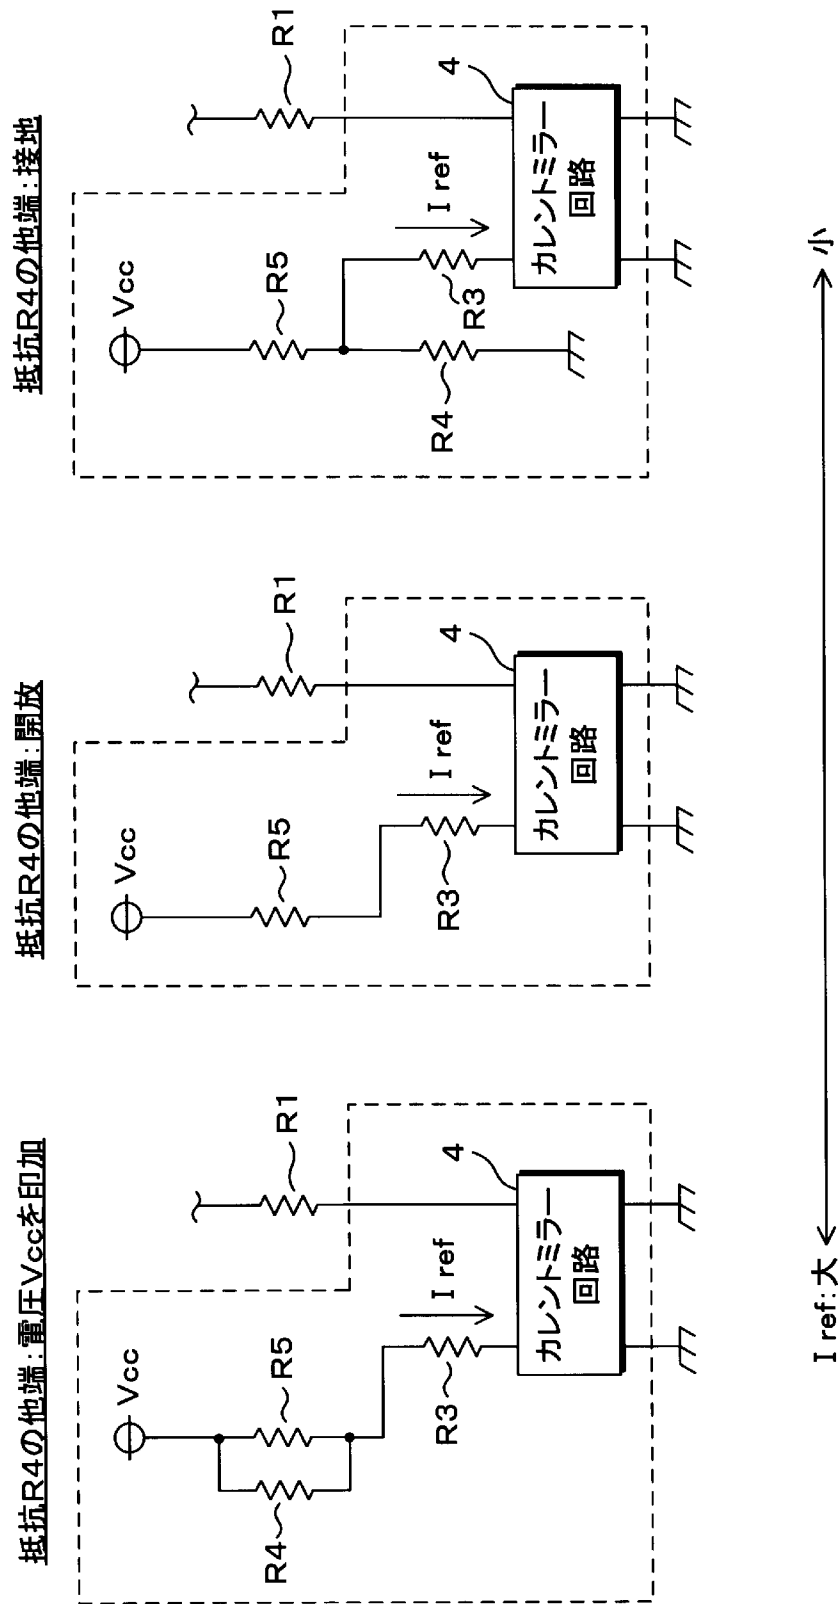 抵抗R4の他端:電圧Vccを印加
Vcc
R4
R5
R1
R3
I ref
4
カレントミラー
回路
抵抗R4の他端:開放
Vcc
R5
R1
R3
I ref
4
カレントミラー
回路
抵抗R4の他端:接地
Vcc
R5
R1
R4
R3
I ref
4
カレントミラー
回路
I ref:大
小